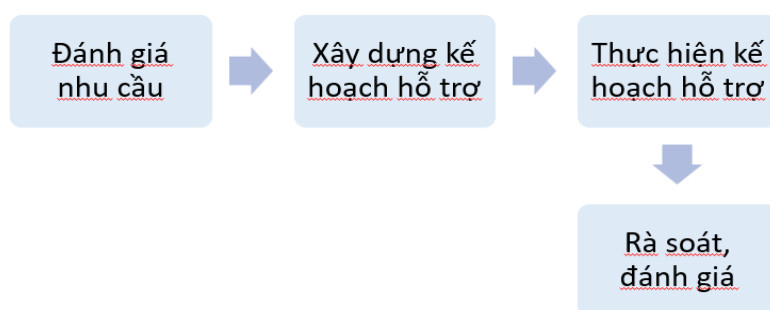 Đánh giá
nhu cầu
Xây dựng kế
hoạch hỗ trợ
Thực hiện kế
hoạch hỗ trợ
Rà soát,
đánh giá